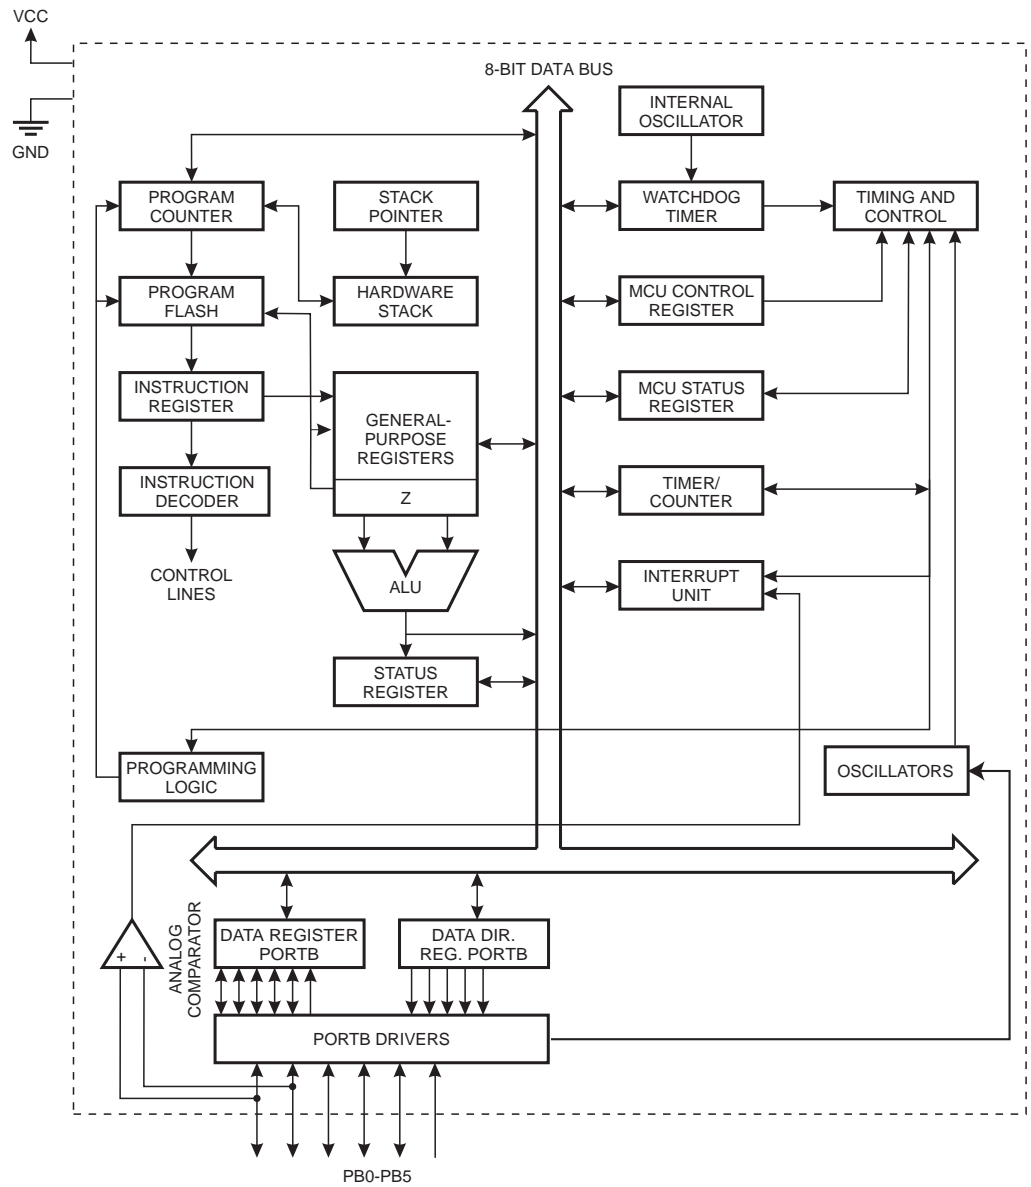 VCC
GND
8-BIT DATA BUS
INTERNAL
OSCILLATOR
PROGRAM
COUNTER
STACK
POINTER
WATCHDOG
TIMER
TIMING AND
CONTROL
PROGRAM
FLASH
HARDWARE
STACK
MCU CONTROL
REGISTER
INSTRUCTION
REGISTER
GENERAL-
PURPOSE
REGISTERS
Z
MCU STATUS
REGISTER
INSTRUCTION
DECODER
TIMER/
COUNTER
CONTROL
LINES
ALU
INTERRUPT
UNIT
STATUS
REGISTER
PROGRAMMING
LOGIC
OSCILLATORS
ANALOG
COMPARATOR
+
-
DATA REGISTER
PORTB
DATA DIR.
REG. PORTB
PORTB DRIVERS
PB0-PB5